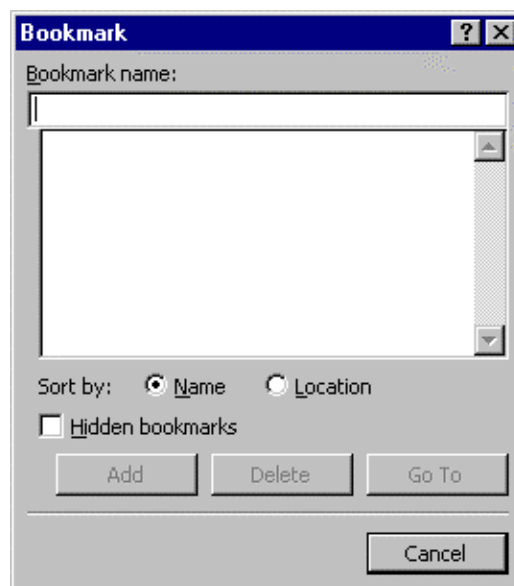 Bookmark
Bookmark name:
Sort by: Name Location
Hidden bookmarks
Add Delete Go To
Cancel